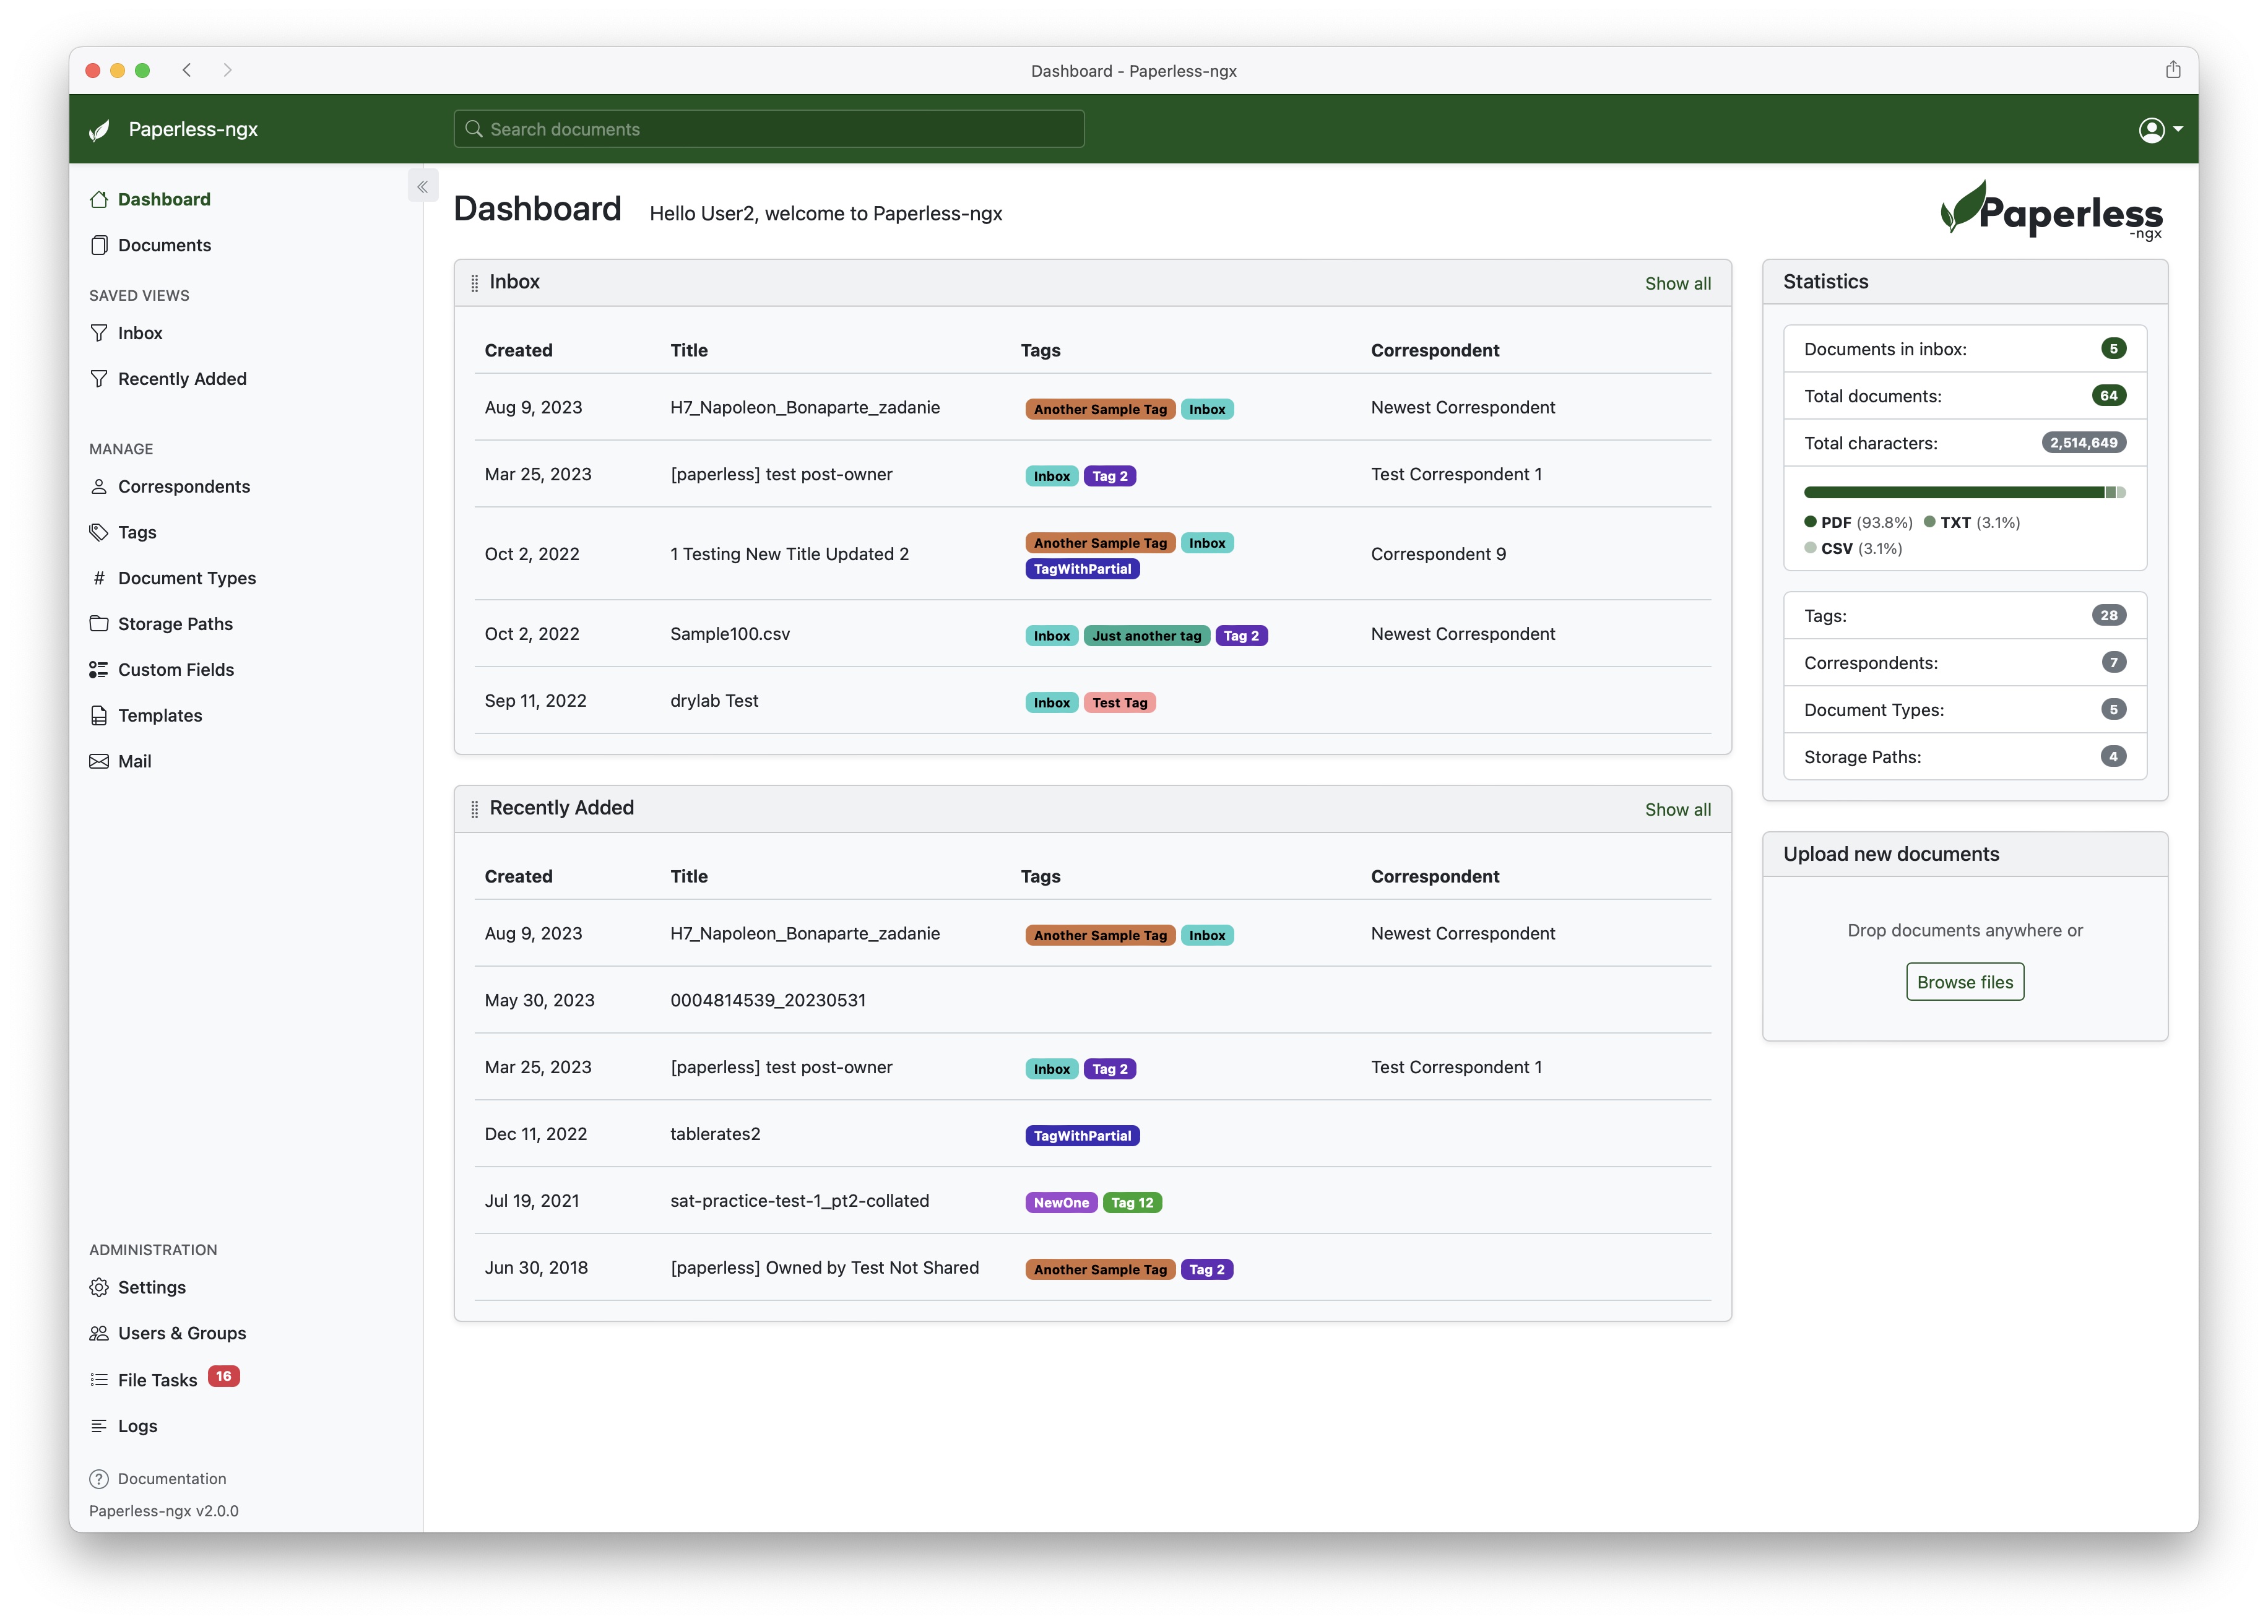 Dashboard - Paperless-ngx
Paperless-ngx
Search documents
Dashboard
Documents
SAVED VIEWS
Inbox
Recently Added
MANAGE
Correspondents
Tags
# Document Types
Storage Paths
Custom Fields
Templates
Mail
ADMINISTRATION
Settings
Users & Groups
File Tasks 16
Logs
? Documentation
Paperless-ngx v2.0.0
Dashboard Hello User2, welcome to Paperless-ngx
Paperless
-ngx
Inbox Show all
Created Title Tags Correspondent
Aug 9, 2023 H7_Napoleon_Bonaparte_zadanie Another Sample Tag Inbox Newest Correspondent
Mar 25, 2023 [paperless] test post-owner Inbox Tag 2 Test Correspondent 1
Oct 2, 2022 1 Testing New Title Updated 2 Another Sample Tag Inbox TagWithPartial Correspondent 9
Oct 2, 2022 Sample100.csv Inbox Just another tag Tag 2 Newest Correspondent
Sep 11, 2022 drylab Test Inbox Test Tag
Recently Added Show all
Created Title Tags Correspondent
Aug 9, 2023 H7_Napoleon_Bonaparte_zadanie Another Sample Tag Inbox Newest Correspondent
May 30, 2023 0004814539_20230531
Mar 25, 2023 [paperless] test post-owner Inbox Tag 2 Test Correspondent 1
Dec 11, 2022 tablerates2 TagWithPartial
Jul 19, 2021 sat-practice-test-1_pt2-collated NewOne Tag 12
Jun 30, 2018 [paperless] Owned by Test Not Shared Another Sample Tag Tag 2
Statistics
Documents in inbox: 5
Total documents: 64
Total characters: 2,514,649
PDF (93.8%) TXT (3.1%)
CSV (3.1%)
Tags: 28
Correspondents: 7
Document Types: 5
Storage Paths: 4
Upload new documents
Drop documents anywhere or
Browse files